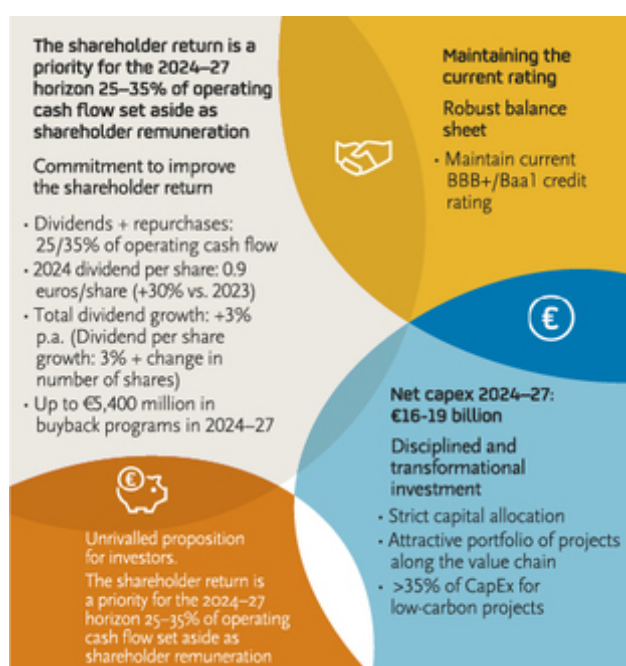 The shareholder return is a
priority for the 2024–27
horizon 25–35% of operating
cash flow set aside as
shareholder remuneration
Commitment to improve
the shareholder return
· Dividends + repurchases:
25/35% of operating cash flow
· 2024 dividend per share: 0.9
euros/share (+30% vs. 2023)
· Total dividend growth: +3%
p.a. (Dividend per share
growth: 3% + change in
number of shares)
· Up to €5,400 million in
buyback programs in 2024–27
Maintaining the
current rating
Robust balance
sheet
· Maintain current
BBB+/Baa1 credit
rating
€
Net capex 2024–27:
€16-19 billion
Disciplined and
transformational
investment
· Strict capital allocation
· Attractive portfolio of projects
along the value chain
· >35% of CapEx for
low-carbon projects
€
Unrivalled proposition
for investors.
The shareholder return is
a priority for the 2024–27
horizon 25–35% of operating
cash flow set aside as
shareholder remuneration